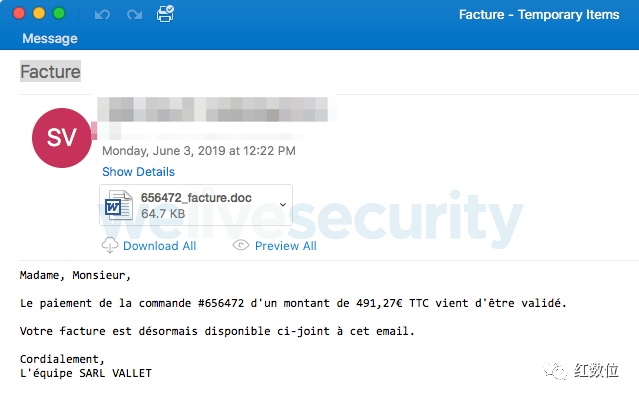 Facture - Temporary Items
Message
Facture
SV
Monday, June 3, 2019 at 12:22 PM
Show Details
656472_facture.doc
64.7 KB
welivesecurity
Download All
Preview All
Madame, Monsieur,
Le paiement de la commande #656472 d'un montant de 491,27€ TTC vient d'être validé.
Votre facture est désormais disponible ci-joint à cet email.
Cordialement,
L'équipe SARL VALLET
红数位